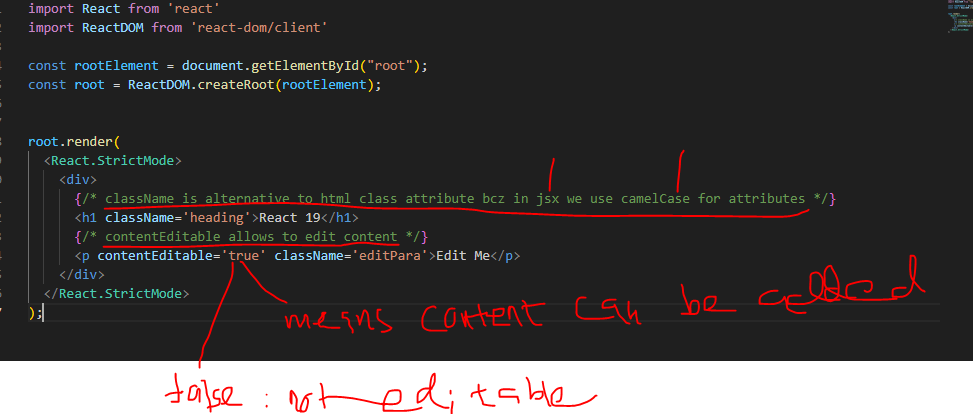 import React from 'react'
import ReactDOM from 'react-dom/client'
const rootElement = document.getElementById("root");
const root = ReactDOM.createRoot(rootElement);
root.render(
<React.StrictMode>
<div>
{/* className is alternative to html class attribute bcz in jsx we use camelCase for attributes */}
<h1 className='heading'>React 19</h1>
{/* contentEditable allows to edit content */}
<p contentEditable='true' className='editPara'>Edit Me</p>
</div>
</React.StrictMode>
);
means content can be edited
false : not editable